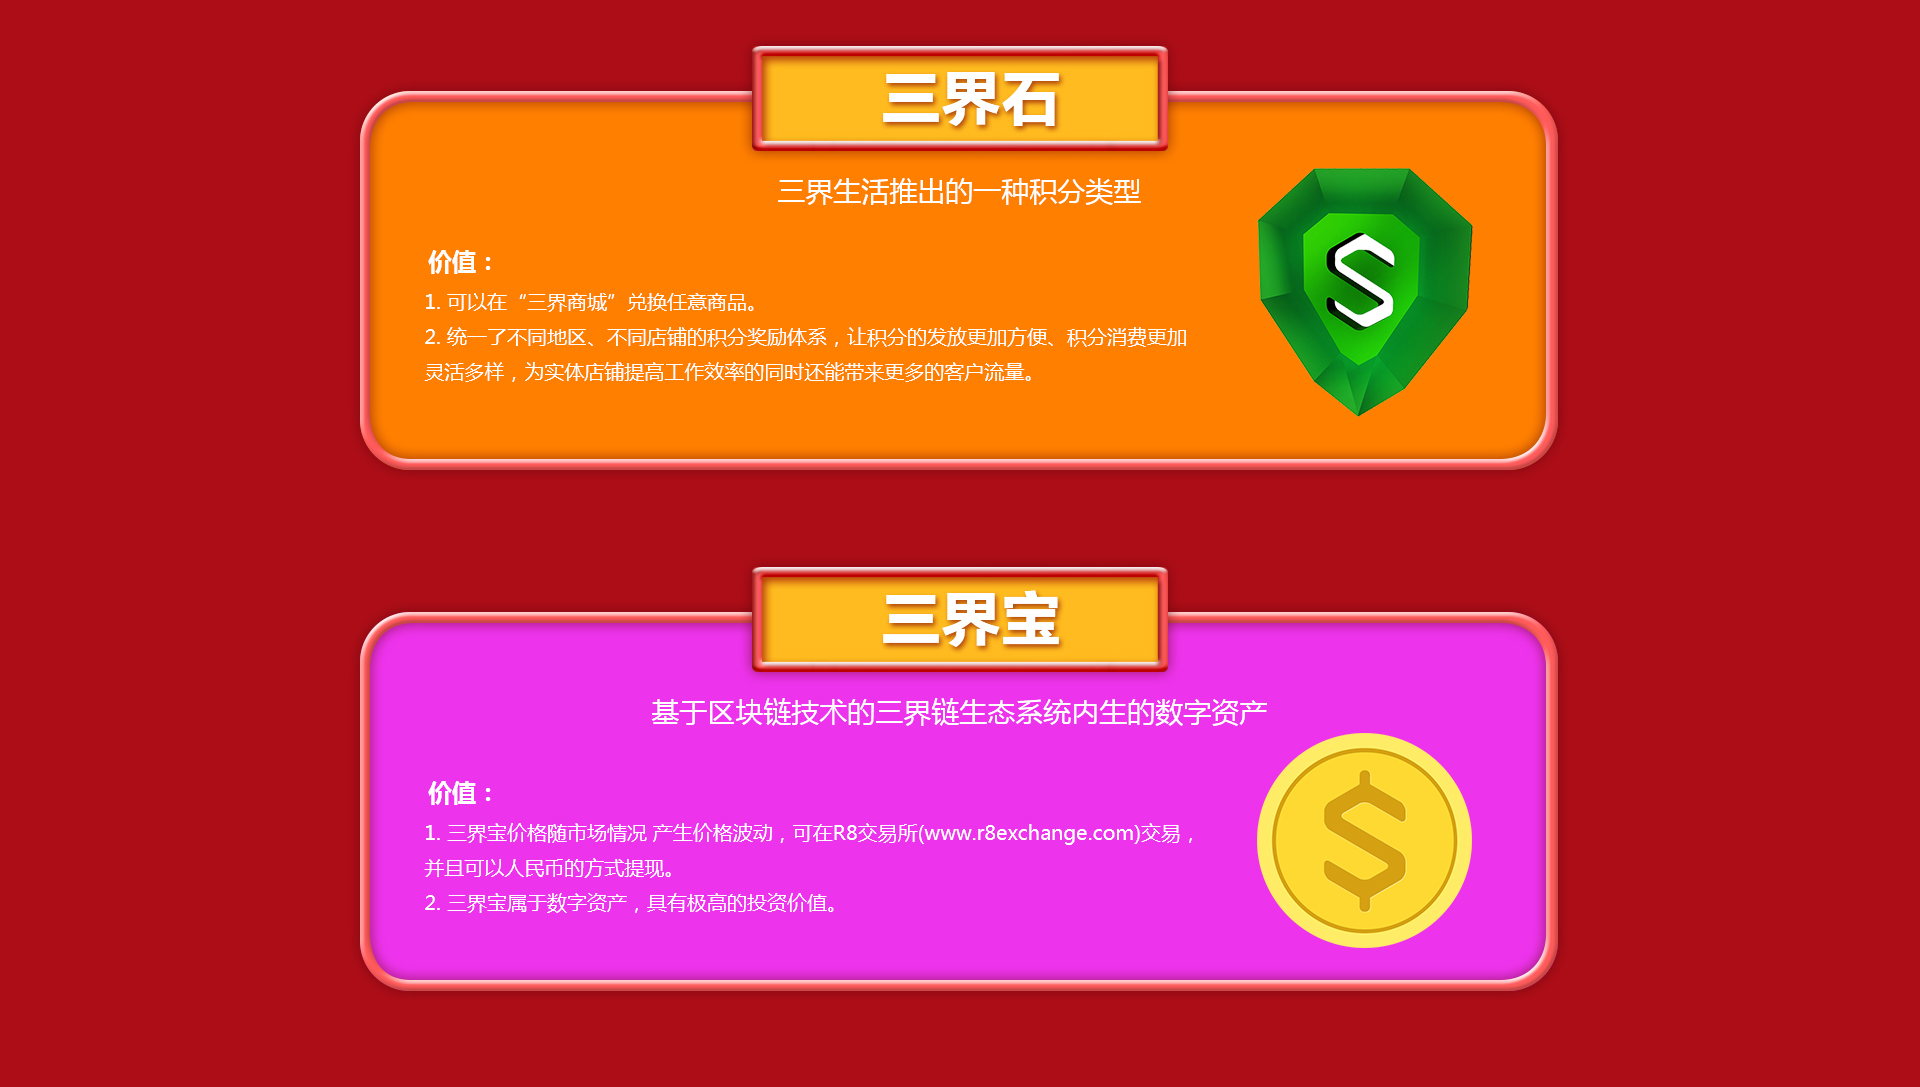 三界石
三界生活推出的一种积分类型
价值：
1. 可以在“三界商城”兑换任意商品。
2. 统一了不同地区、不同店铺的积分奖励体系，让积分的发放更加方便、积分消费更加
灵活多样，为实体店铺提高工作效率的同时还能带来更多的客户流量。
三界宝
基于区块链技术的三界链生态系统内生的数字资产
价值：
1. 三界宝价格随市场情况 产生价格波动，可在R8交易所(www.r8exchange.com)交易，
并且可以人民币的方式提现。
2. 三界宝属于数字资产，具有极高的投资价值。